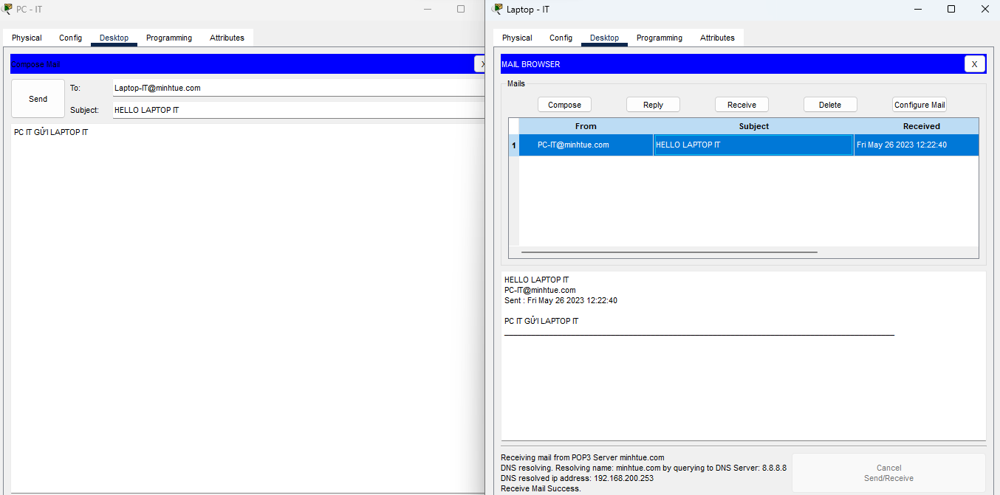 PC - IT
Physical Config Desktop Programming Attributes
Compose Mail
X
Send
To: Laptop-IT@minhtue.com
Subject: HELLO LAPTOP IT
PC IT GỬI LAPTOP IT
Laptop - IT
Physical Config Desktop Programming Attributes
MAIL BROWSER
X
Mails
Compose Reply Receive Delete Configure Mail
From Subject Received
1 PC-IT@minhtue.com HELLO LAPTOP IT Fri May 26 2023 12:22:40
HELLO LAPTOP IT
PC-IT@minhtue.com
Sent : Fri May 26 2023 12:22:40
PC IT GỬI LAPTOP IT
Receiving mail from POP3 Server minhtue.com
DNS resolving. Resolving name: minhtue.com by querying to DNS Server: 8.8.8.8
DNS resolved ip address: 192.168.200.253
Receive Mail Success.
Cancel
Send/Receive